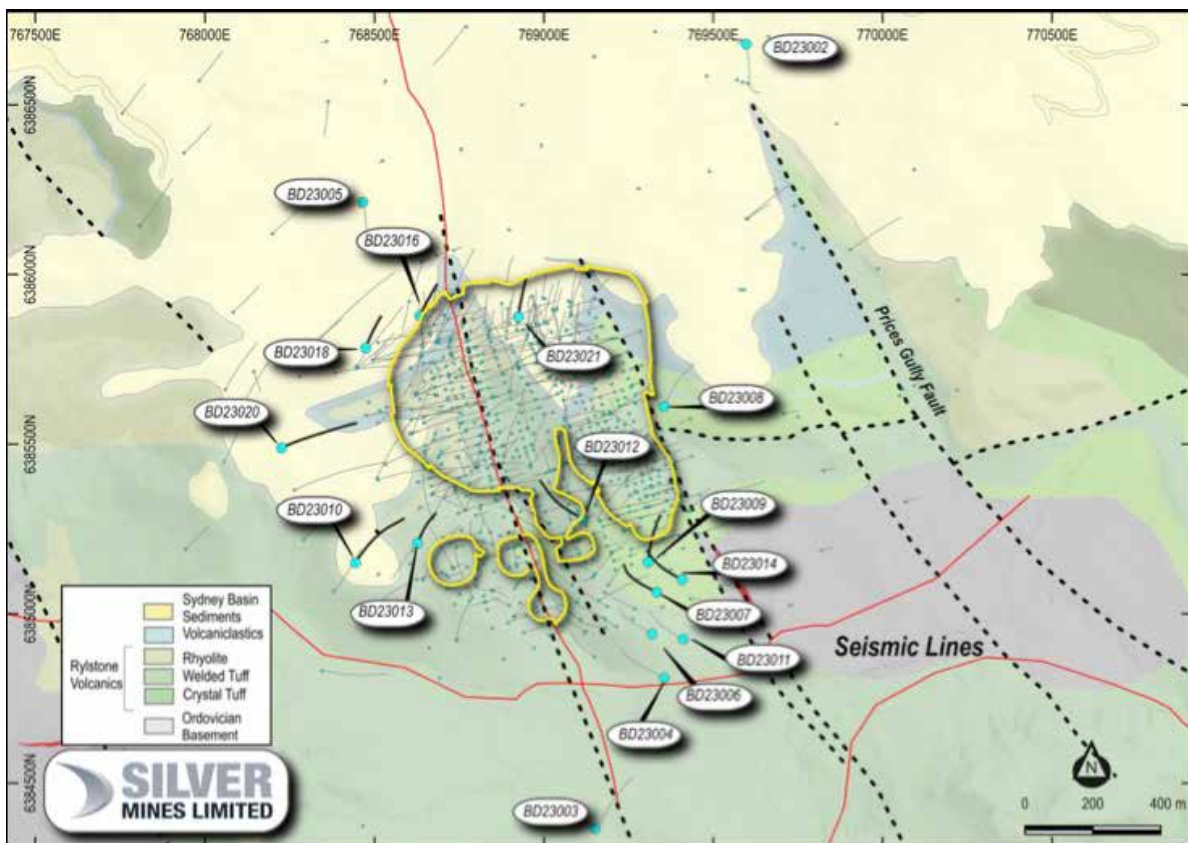 767500E
768000E
768500E
769000E
769500E
770000E
770500E
6386500N
6386000N
6385500N
6385000N
6384500N
BD23002
BD23005
BD23016
BD23018
BD23021
BD23020
BD23008
BD23012
BD23010
BD23009
BD23014
BD23013
BD23007
BD23011
BD23006
BD23004
BD23003
Prices Gully Fault
Seismic Lines
Sydney Basin
Sediments
Volcaniclastics
Rylstone
Volcanics
Rhyolite
Welded Tuff
Crystal Tuff
Ordovician
Basement
SILVER
MINES LIMITED
N
0 200 400 m